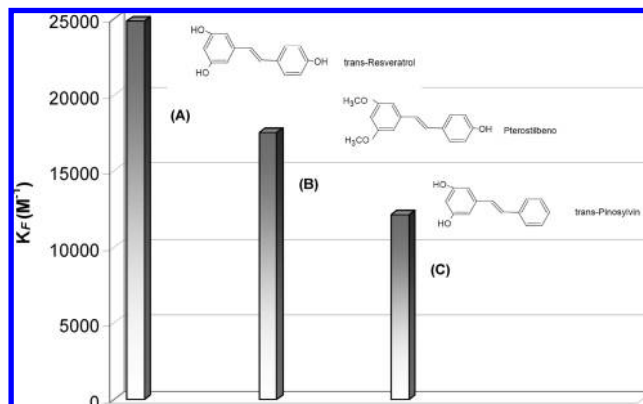 25000
20000
15000
10000
5000
0
K_F (M⁻¹)
HO
HO
OH
trans-Resveratrol
(A)
H₃CO
H₃CO
OH
Pterostilbeno
(B)
HO
HO
trans-Pinosylvin
(C)